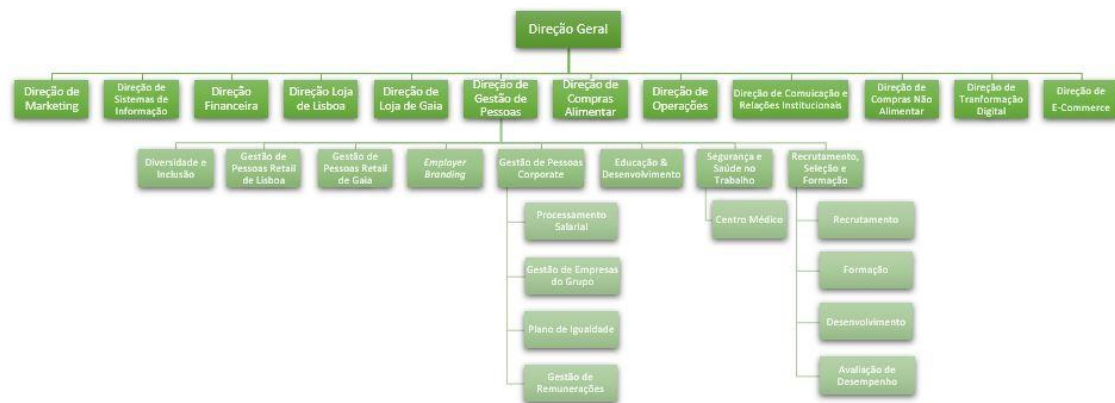 Direção Geral
Direção de
Marketing
Direção de
Sistemas de
Informação
Direção
Financeira
Direção Loja
de Lisboa
Direção de
Loja de Gaia
Direção de
Gestão de
Pessoas
Direção de
Compras
Alimentar
Direção de
Operações
Direção de Comuicação e
Relações Institucionais
Direção de
Compras Não
Alimentar
Direção de
Tranformação
Digital
Direção de
E-Commerce
Diversidade e
Inclusão
Gestão de
Pessoas Retail
de Lisboa
Gestão de
Pessoas Retail
de Gaia
Employer
Branding
Gestão de Pessoas
Corporate
Educação &
Desenvolvimento
Segurança e
Saúde no
Trabalho
Recrutamento,
Seleção e
Formação
Processamento
Salarial
Gestão de Empresas
do Grupo
Plano de Igualdade
Gestão de
Remunerações
Centro Médico
Recrutamento
Formação
Desenvolvimento
Avaliação de
Desempenho